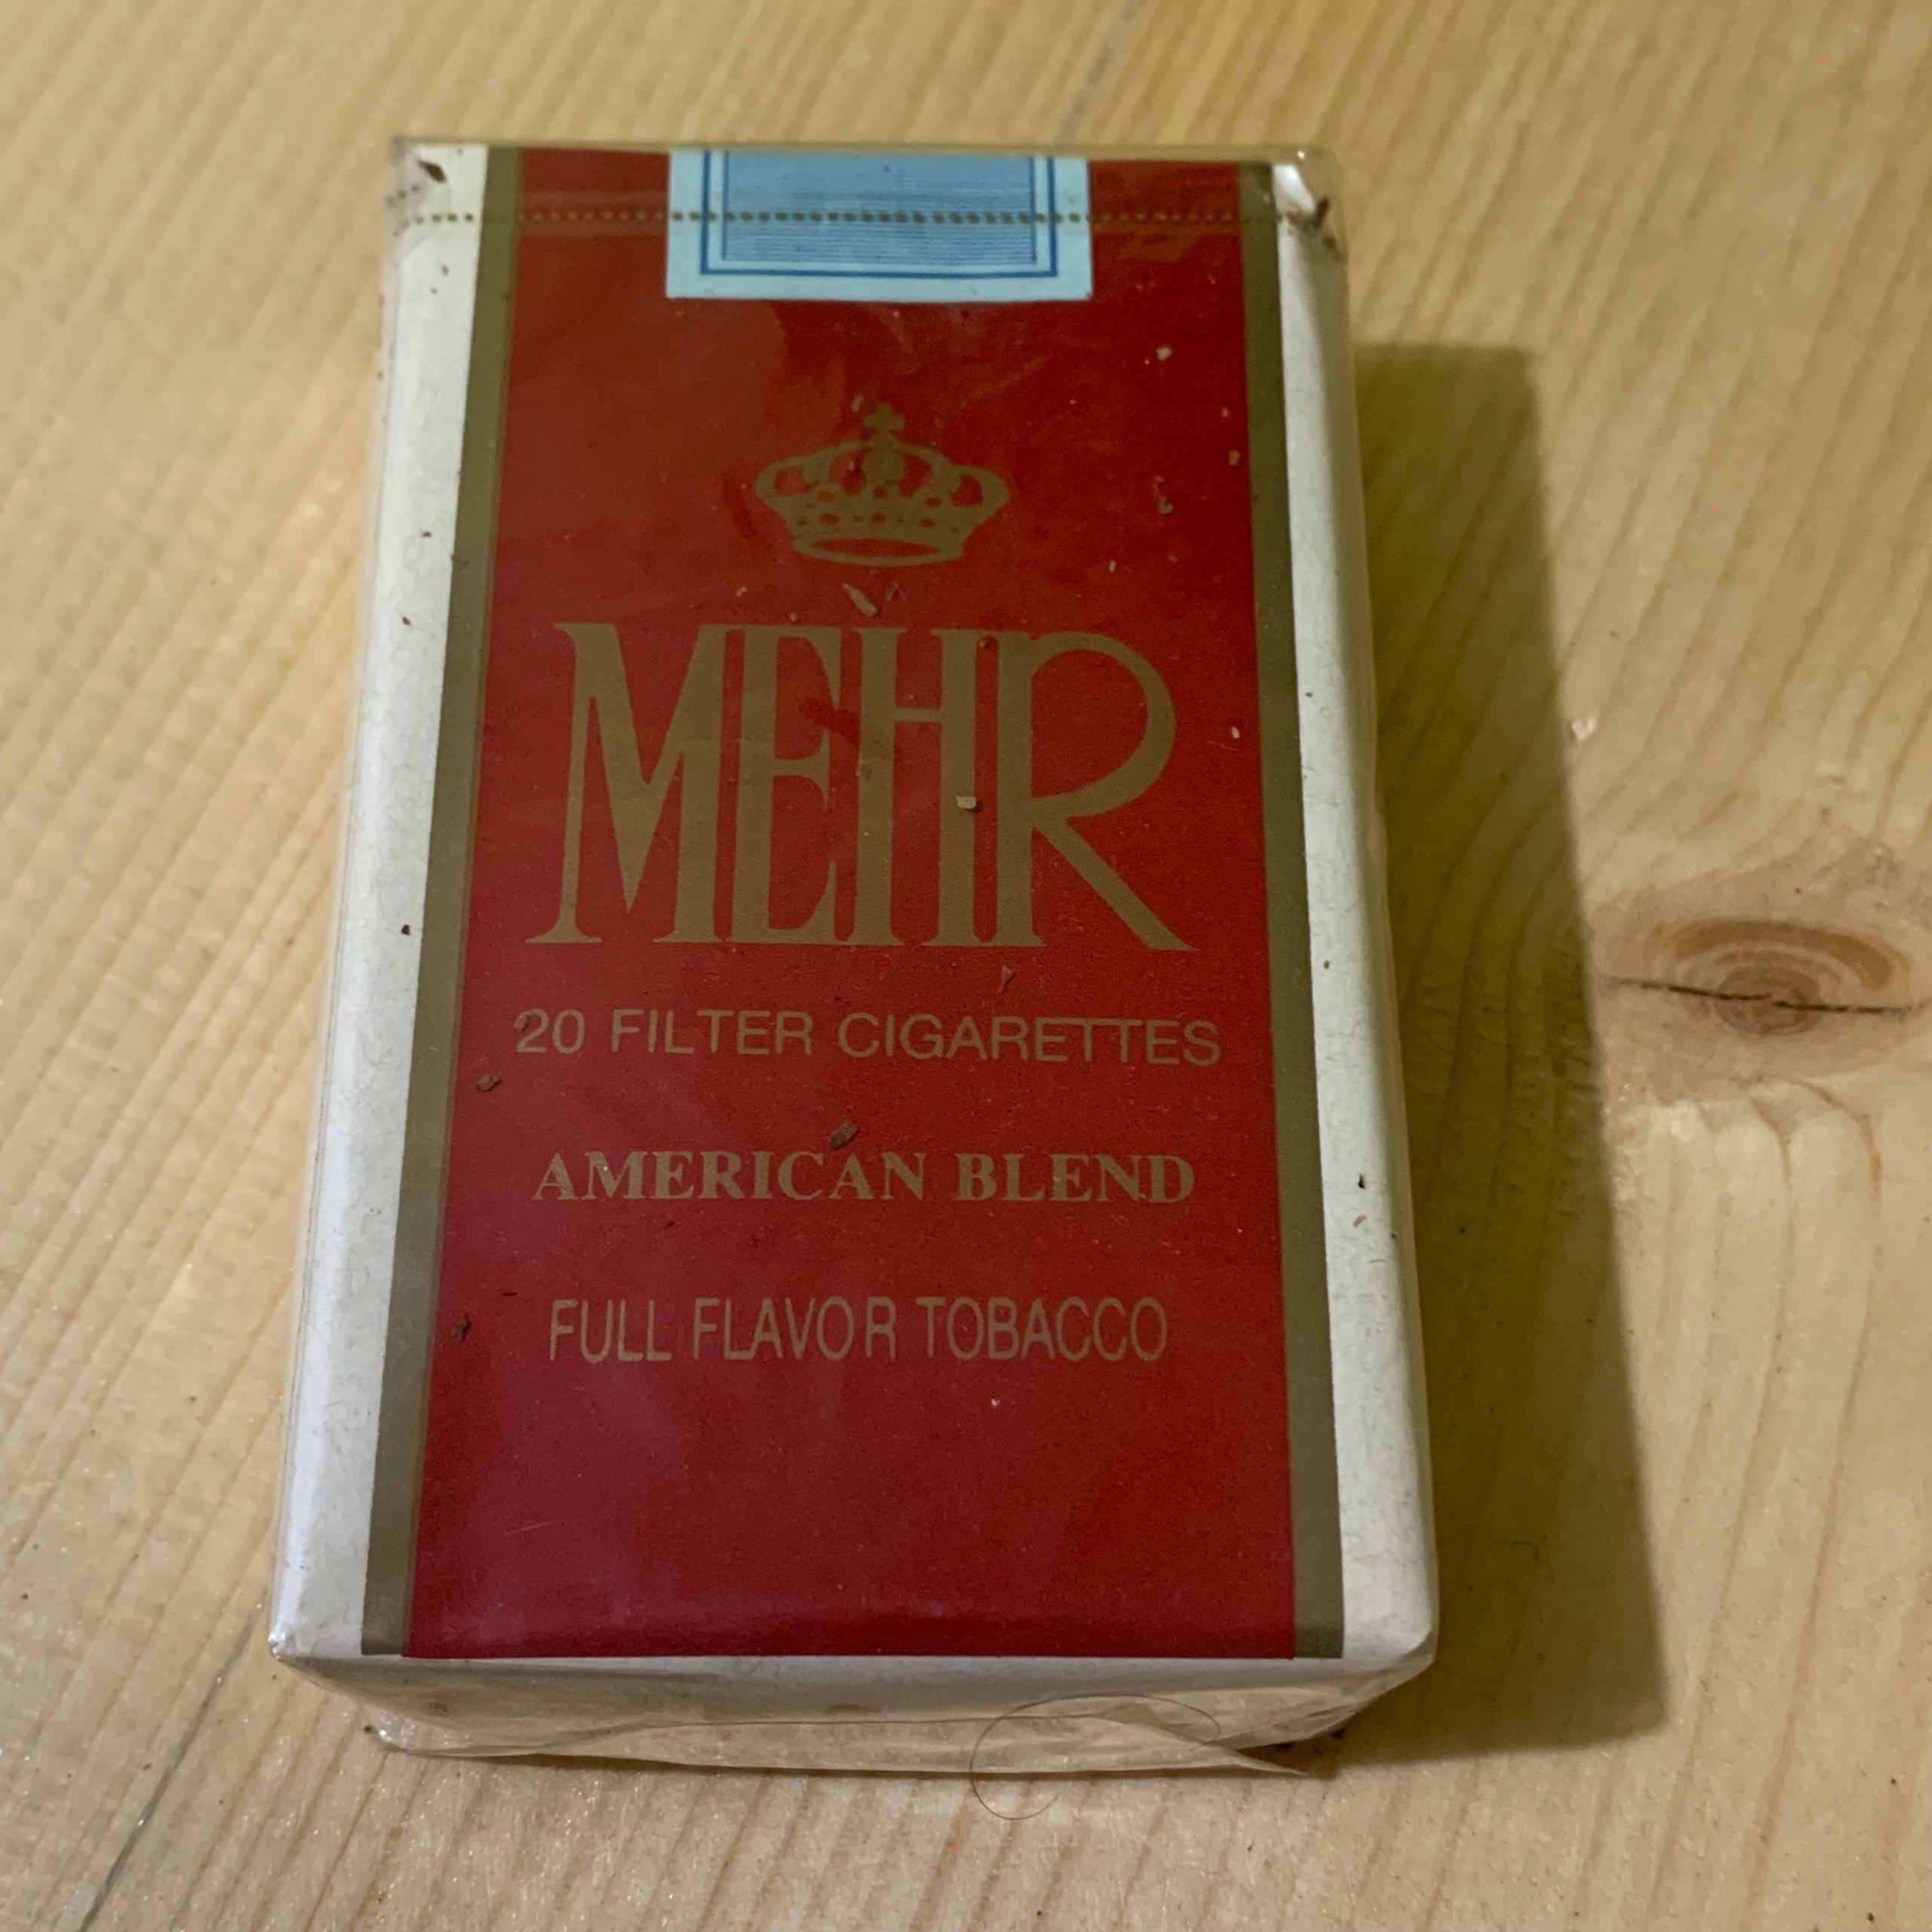 MEHR
20 FILTER CIGARETTES
AMERICAN BLEND
FULL FLAVOR TOBACCO